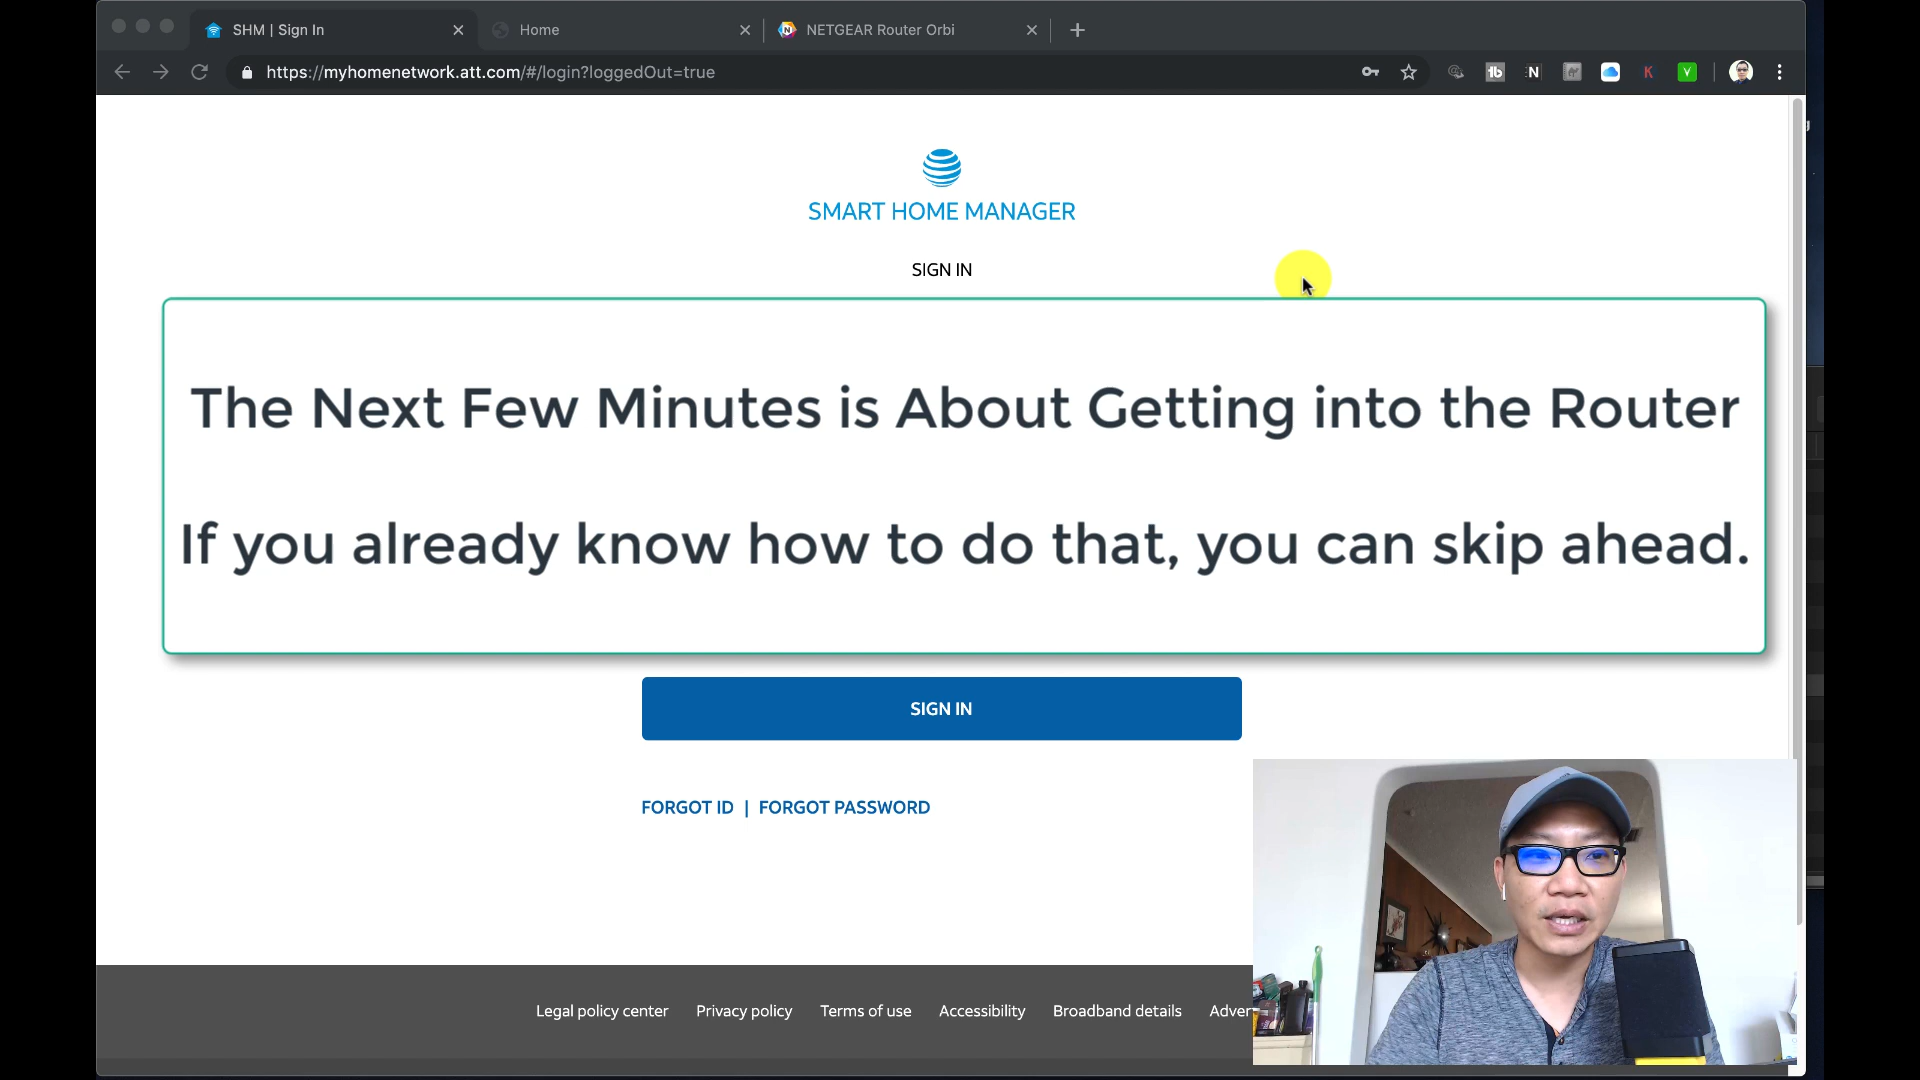 SHM | Sign In
Home
NETGEAR Router Orbi
https://myhomenetwork.att.com/#/login?loggedOut=true
SMART HOME MANAGER
SIGN IN
The Next Few Minutes is About Getting into the Router
If you already know how to do that, you can skip ahead.
SIGN IN
FORGOT ID | FORGOT PASSWORD
Legal policy center Privacy policy Terms of use Accessibility Broadband details